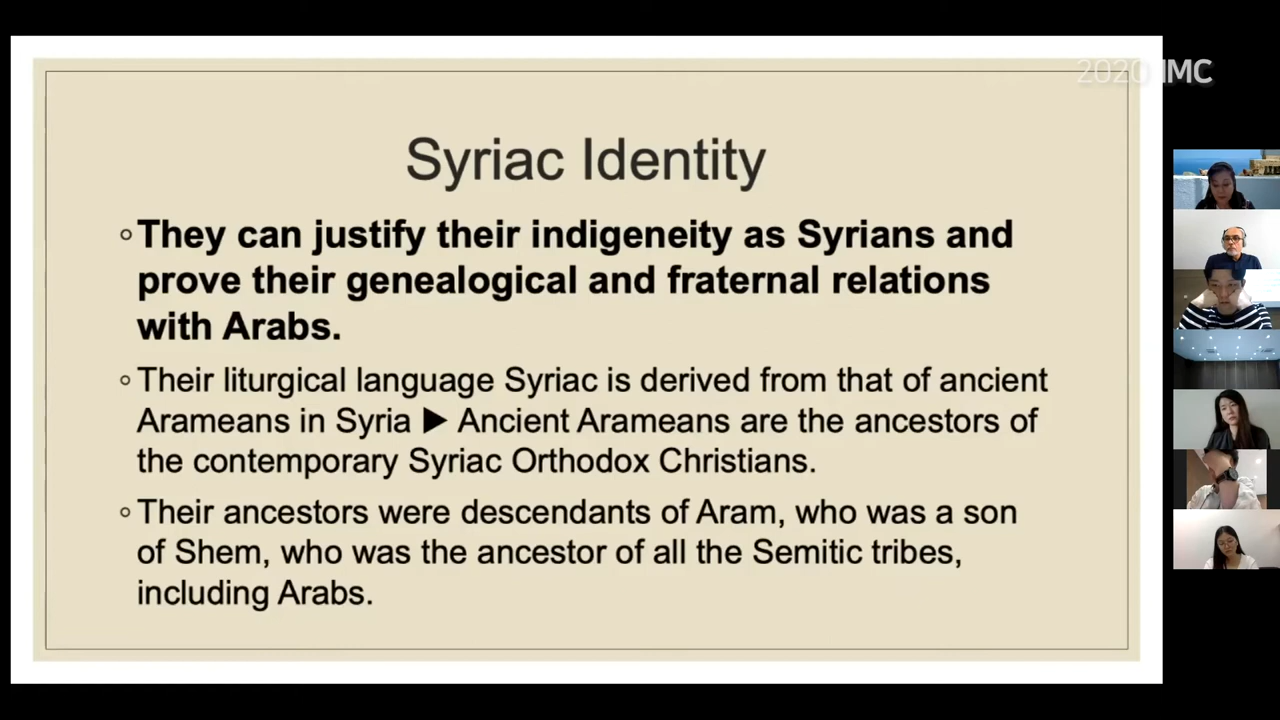 2020 IMC
Syriac Identity
◦They can justify their indigeneity as Syrians and
prove their genealogical and fraternal relations
with Arabs.
◦Their liturgical language Syriac is derived from that of ancient
Arameans in Syria ► Ancient Arameans are the ancestors of
the contemporary Syriac Orthodox Christians.
◦Their ancestors were descendants of Aram, who was a son
of Shem, who was the ancestor of all the Semitic tribes,
including Arabs.